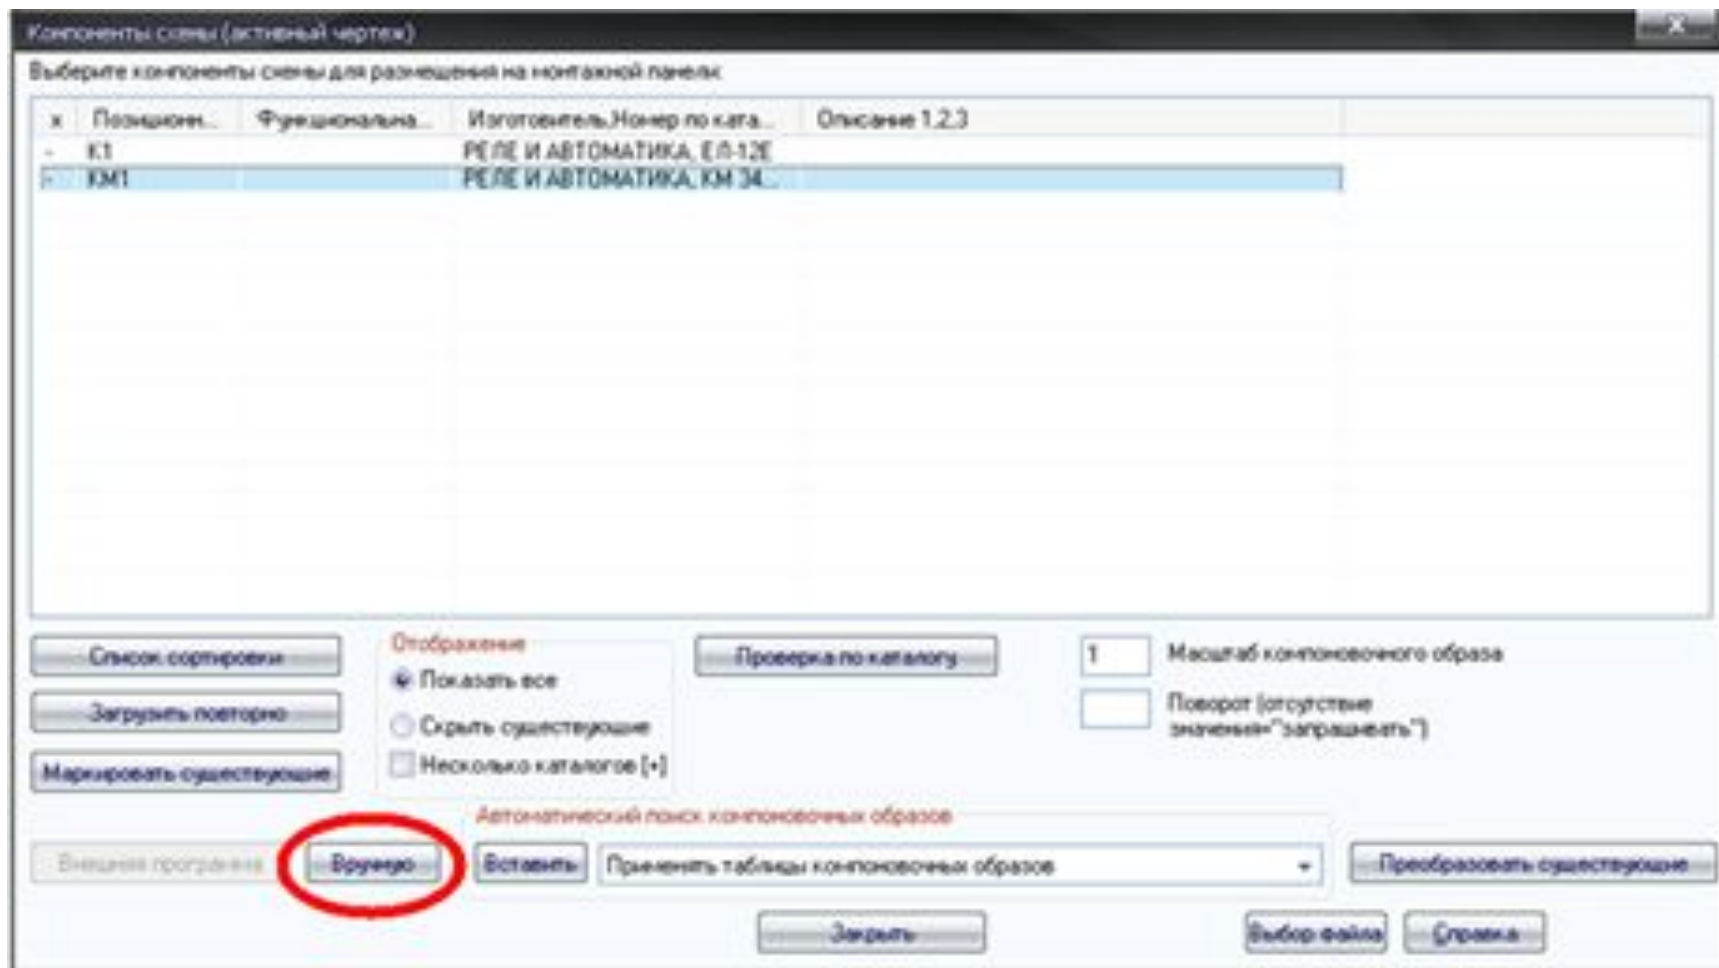 Компоненты схемы (активный чертеж)
X
Выберите компоненты схемы для размещения на монтажной панели:
x Позиционн... Функциональна... Изготовитель,Номер по ката... Описание 1,2,3
- K1 РЕЛЕ И АВТОМАТИКА, ЕЛ-12Е
- KM1 РЕЛЕ И АВТОМАТИКА, КМ 34...
Список сортировки
Отображение
Проверка по каталогу
1 Масштаб компоновочного образа
Показать все
Загрузить повторно
Скрыть существующие
Поворот (отсутствие
значения="запрашивать")
Маркировать существующие
Несколько каталогов [+]
Автоматический поиск компоновочных образов
Внешняя программа
Вручную
Вставить
Применять таблицы компоновочных образов
Преобразовать существующие
Закрыть
Выбор файла
Справка